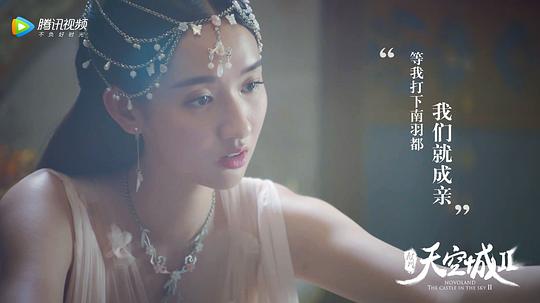 腾讯视频
不负好时光
“等我打下南羽都
我们就成亲”
九州
天空城II
NOVOLAND
THE CASTLE IN THE SKY II